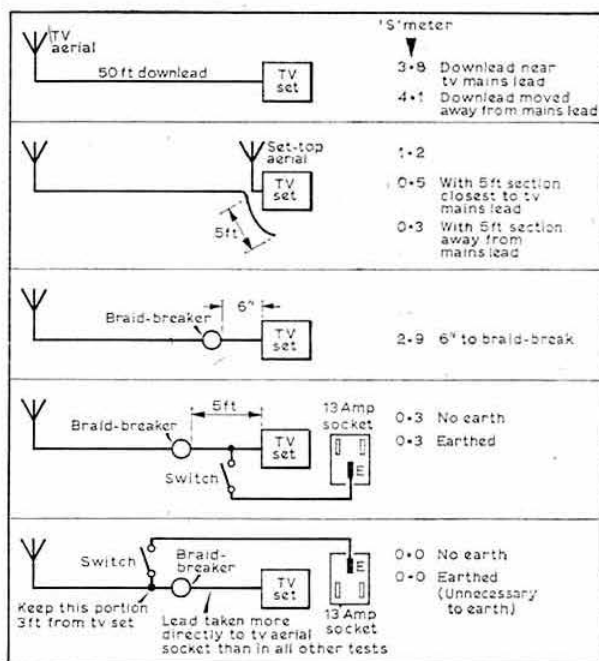 'S' meter
TV
aerial
50 ft downlead
TV
set
3·8 Downlead near
tv mains lead
4·1 Downlead moved
away from mains lead
Set-top
aerial
TV
set
5ft
1·2
0·5 With 5ft section
closest to tv
mains lead
0·3 With 5ft section
away from
mains lead
Braid-breaker
6"
TV
set
2·9 6" to braid-break
Braid-breaker
5ft
TV
set
Switch
13 Amp
socket
E
0·3 No earth
0·3 Earthed
Switch
Braid-
breaker
TV
set
E
13 Amp
socket
Keep this portion
3ft from tv set
Lead taken more
directly to tv aerial
socket than in all other tests
0·0 No earth
0·0 Earthed
(Unnecessary
to earth)